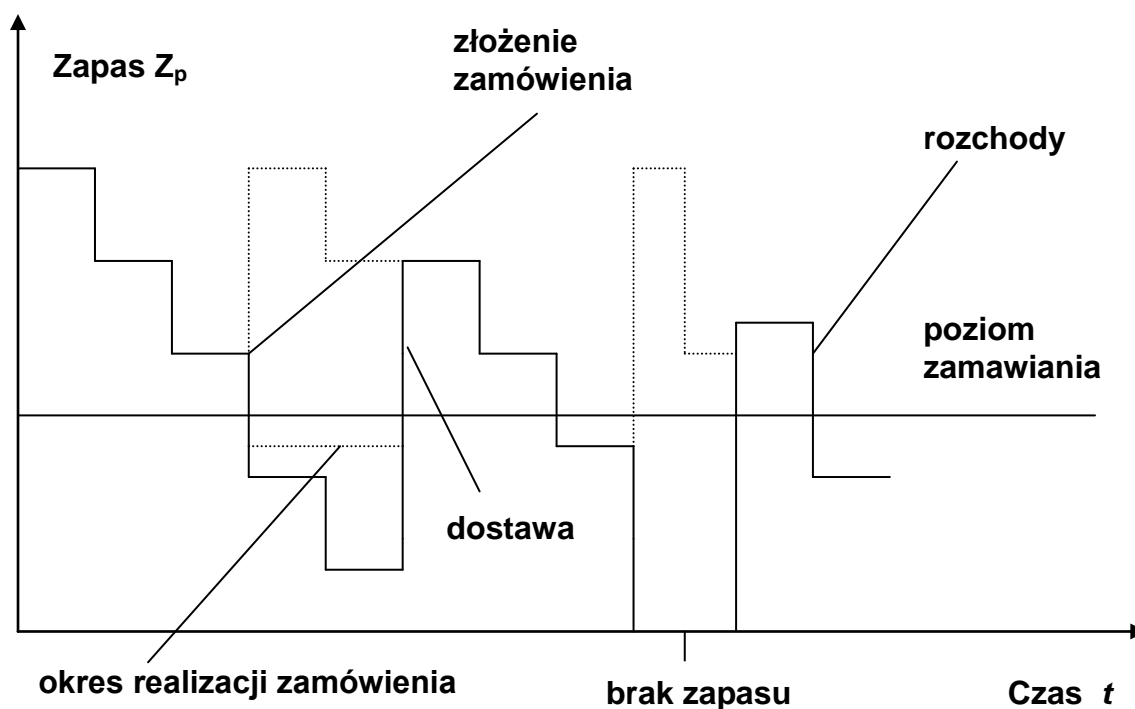 złożenie
zamówienia
Zapas Zp
rozchody
poziom
zamawiania
dostawa
okres realizacji zamówienia
brak zapasu
Czas t